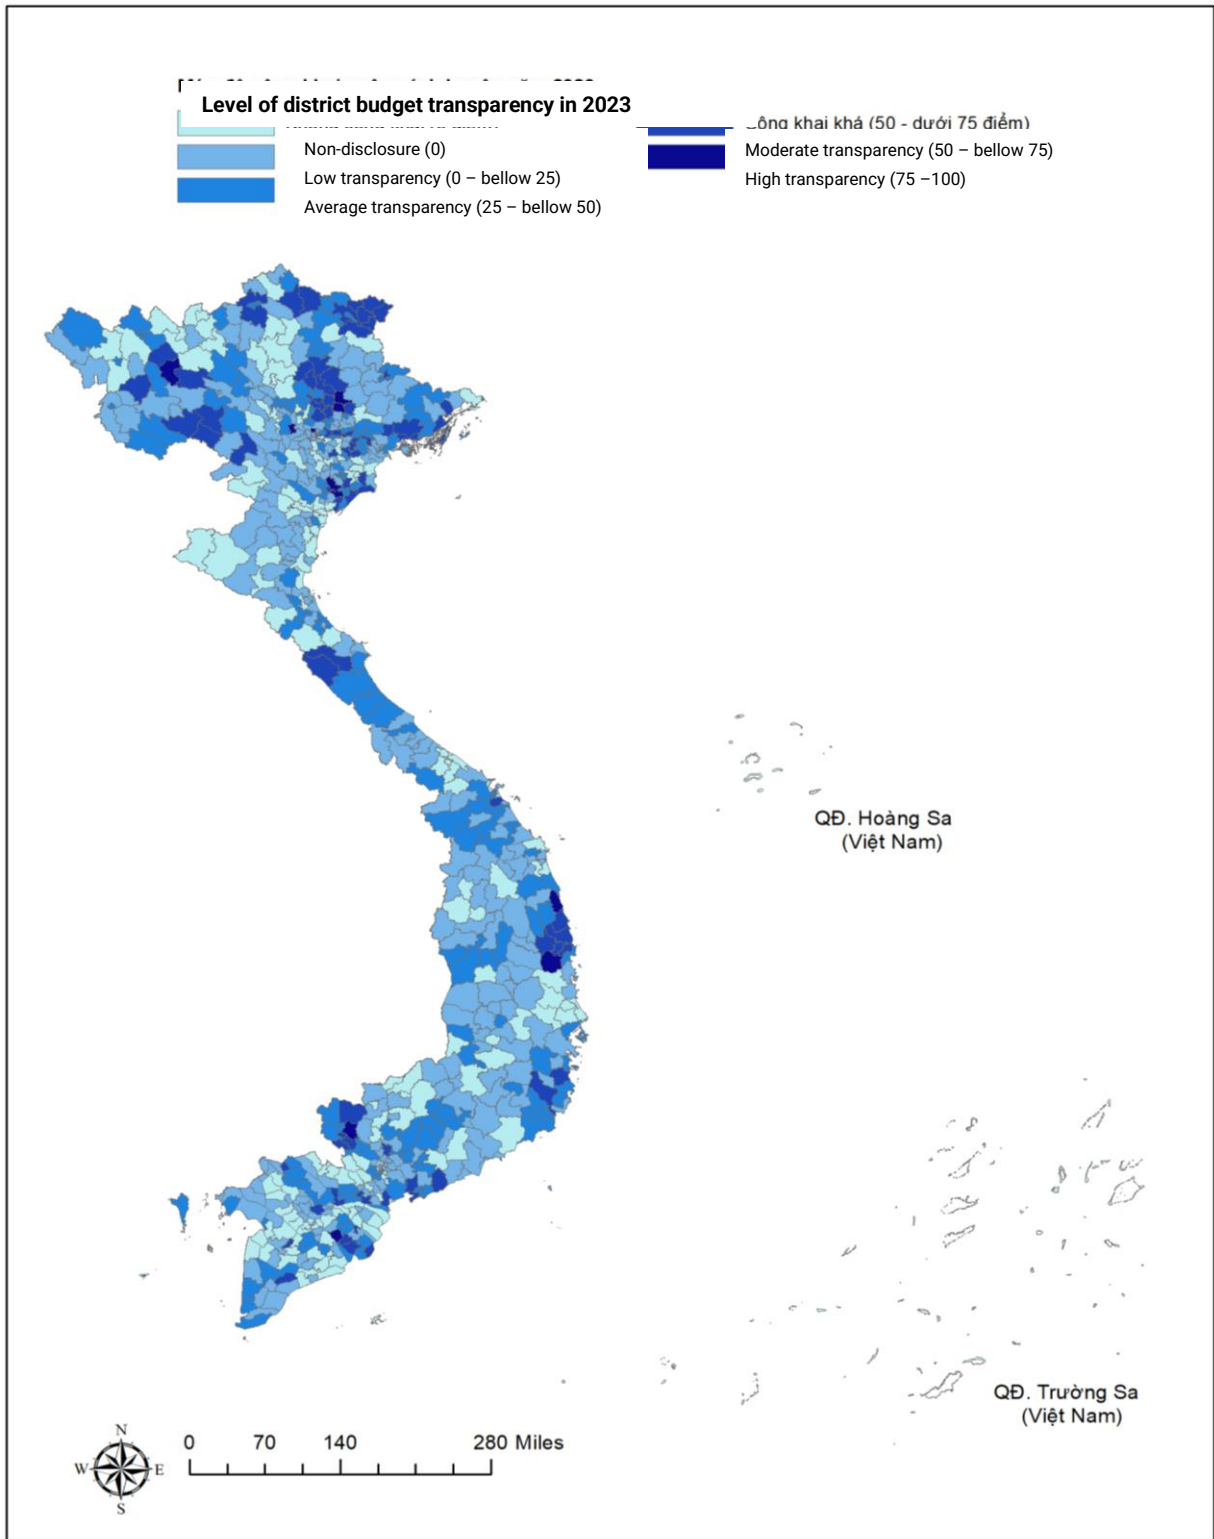 Level of district budget transparency in 2023
Công khai khá (50 - dưới 75 điểm)
Non-disclosure (0)
Moderate transparency (50 – bellow 75)
Low transparency (0 – bellow 25)
High transparency (75 –100)
Average transparency (25 – bellow 50)
QĐ. Hoàng Sa
(Việt Nam)
QĐ. Trường Sa
(Việt Nam)
N
W E
S
0 70 140 280 Miles